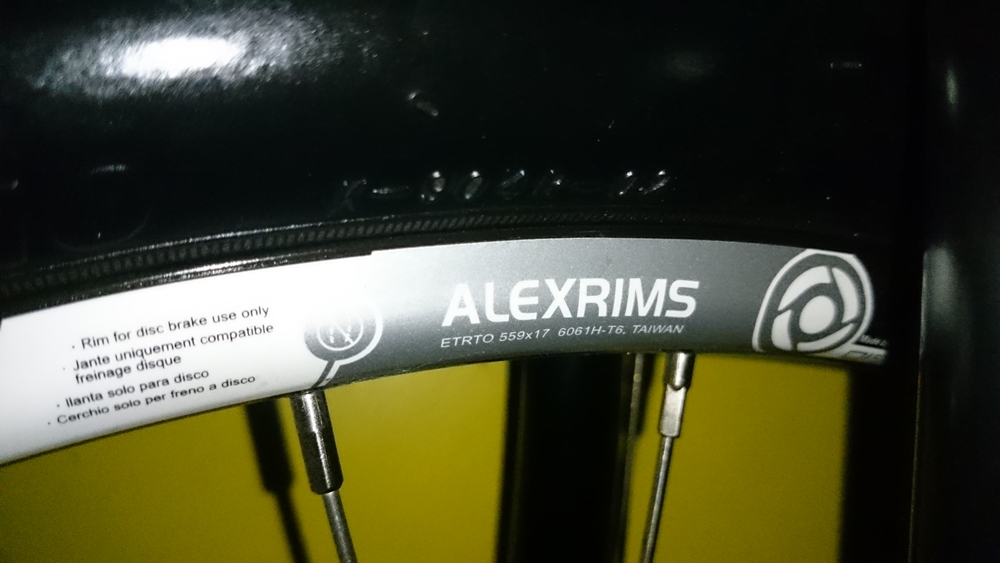 · Rim for disc brake use only
· Jante uniquement compatible
freinage disque
· llanta solo para disco
· Cerchio solo per freno a disco
ALEXRIMS
ETRTO 559x17 6061H-T6, TAIWAN